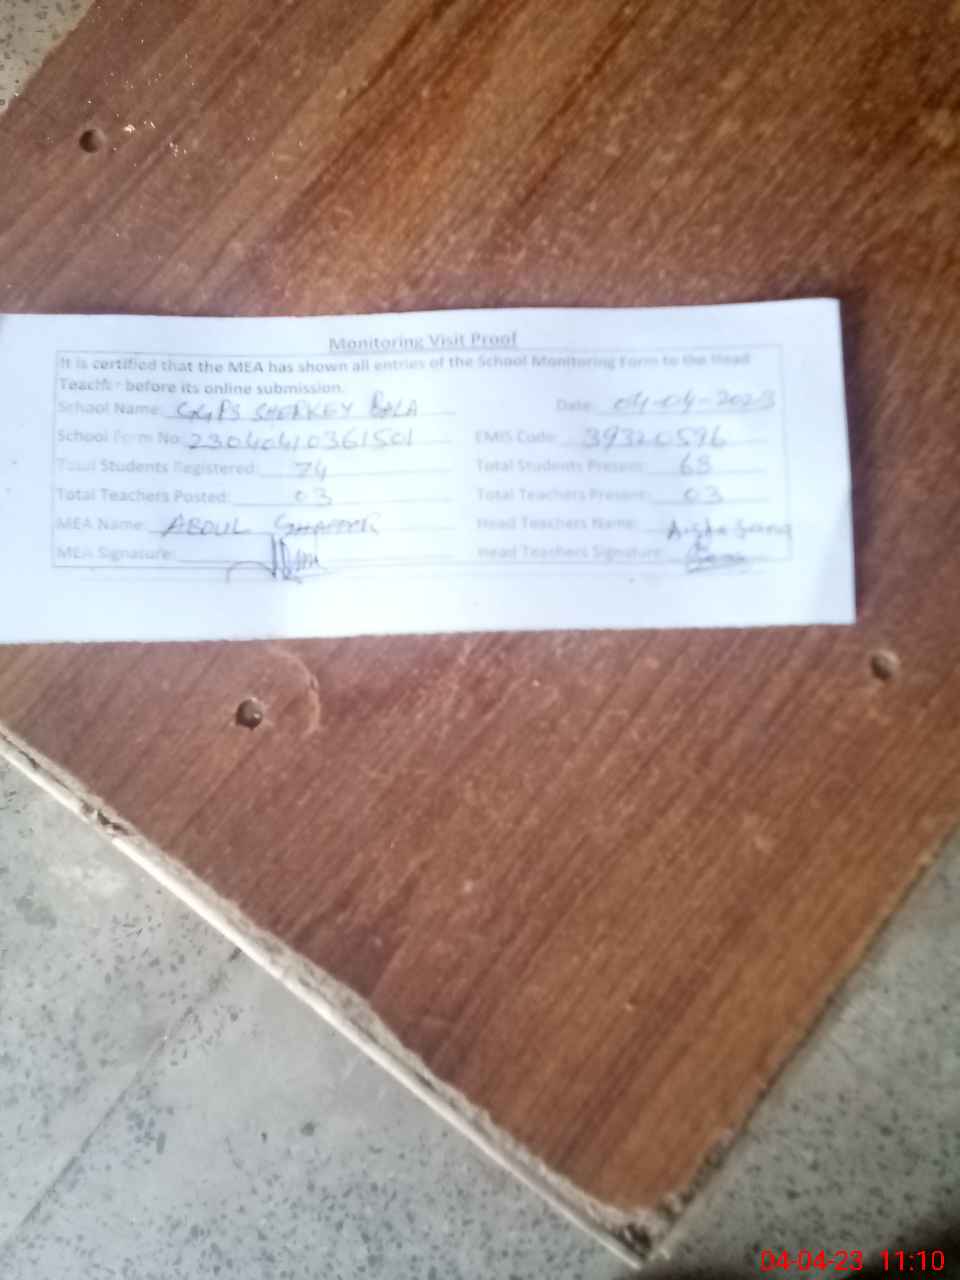 Monitoring Visit Proof
It is certified that the MEA has shown all entries of the School Monitoring Form to the Head
Teacher before its online submission.
School Name: GGPS SHERKEY BALA Date: 04-04-2023
School Form No: 23040410361501 EMIS Code: 39320596
Total Students Registered: 74 Total Students Present: 68
Total Teachers Posted: 03 Total Teachers Present: 03
MEA Name: ABDUL GHAFFAR Head Teachers Name:
MEA Signature: Head Teachers Signature:
04-04-23 11:10